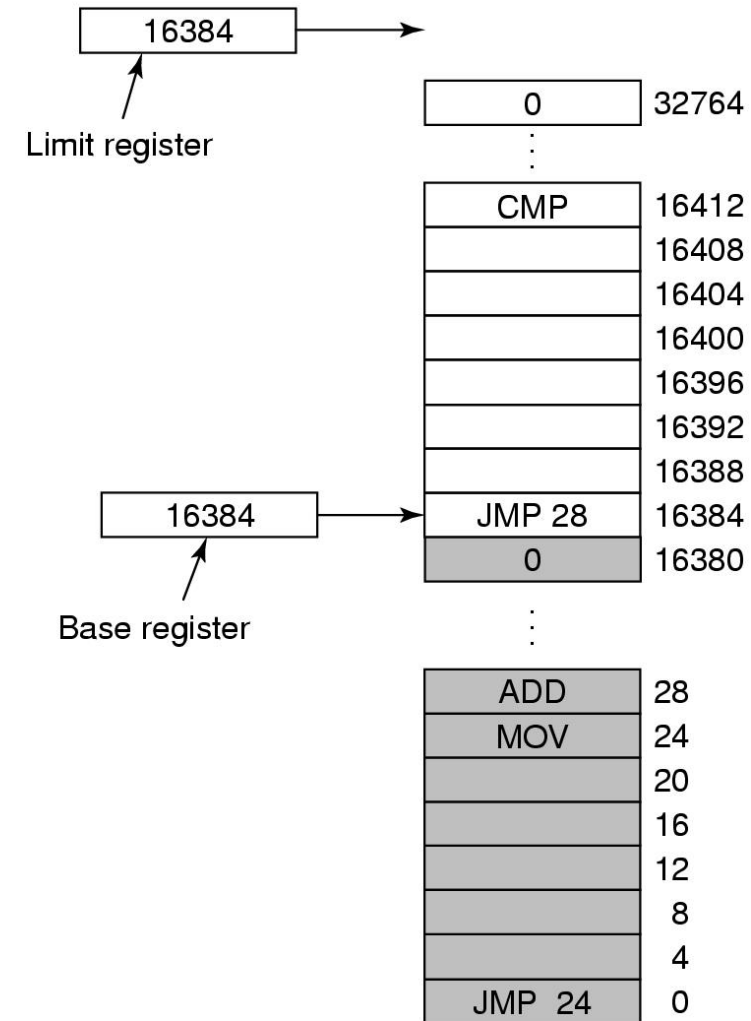 16384
Limit register
0 32764
CMP 16412
16408
16404
16400
16396
16392
16388
16384 JMP 28 16384
0 16380
Base register
ADD 28
MOV 24
20
16
12
8
4
JMP 24 0